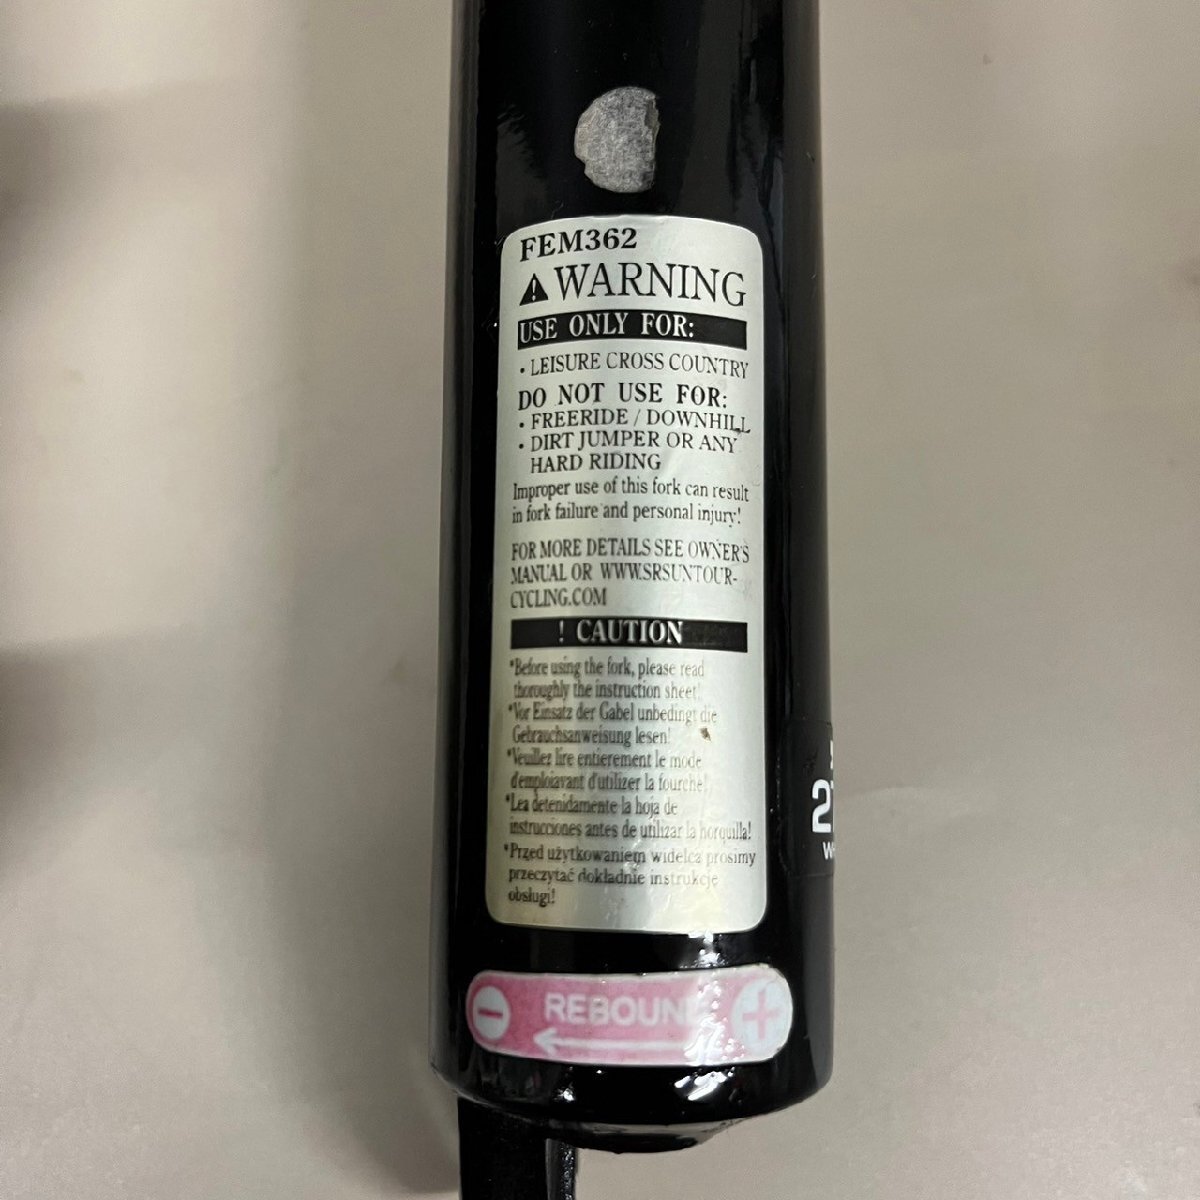 FEM362
WARNING
USE ONLY FOR:
• LEISURE CROSS COUNTRY
DO NOT USE FOR:
• FREERIDE / DOWNHILL
• DIRT JUMPER OR ANY
HARD RIDING
Improper use of this fork can result
in fork failure and personal injury!
FOR MORE DETAILS SEE OWNER'S
MANUAL OR WWW.SRSUNTOUR-
CYCLING.COM
! CAUTION
*Before using the fork, please read
thoroughly the instruction sheet!
*Vor Einsatz der Gabel unbedingt die
Gebrauchsanweisung lesen!
*Veuillez lire entierement le mode
d'emploiavant d'utilizer la fourche!
*Lea detenidamente la hoja de
instrucciones antes de utilizar la horquilla!
*Przed użytkowaniem widelca prosimy
przeczytać dokładnie instrukcje
obsługi!
− REBOUND +